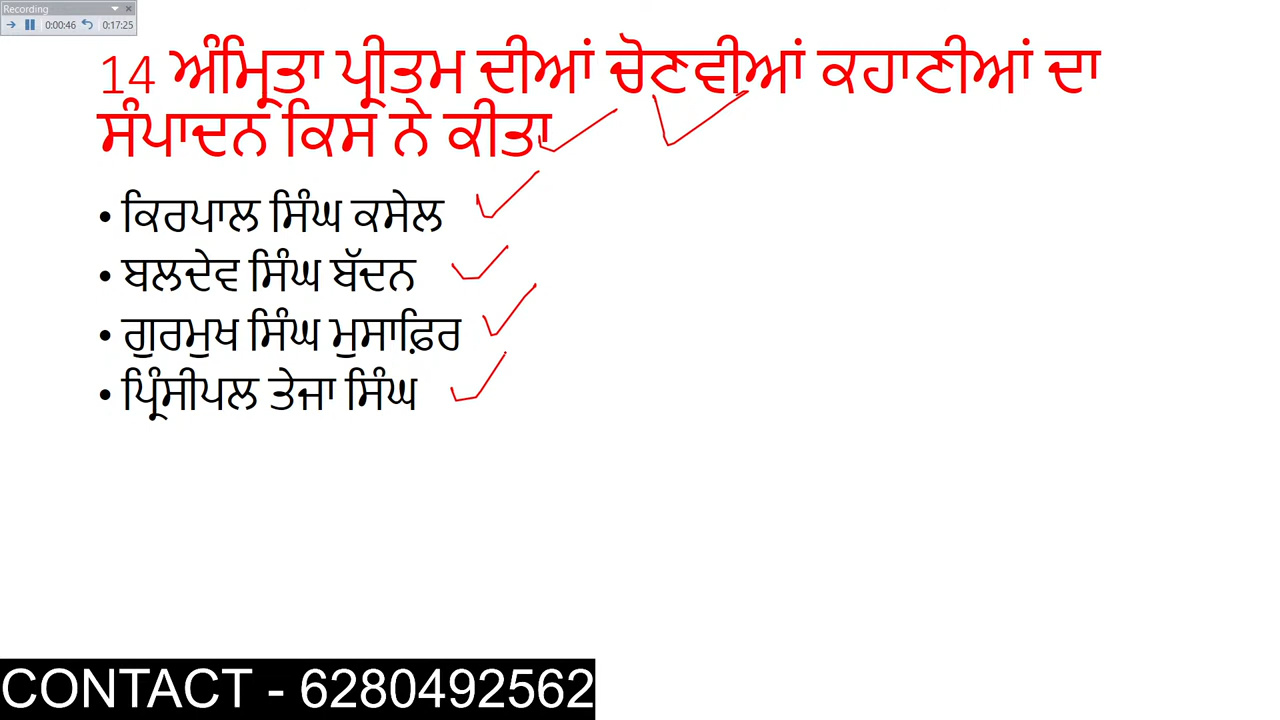 Recording
0:00:46 0:17:25
14 ਅੰਮ੍ਰਿਤਾ ਪ੍ਰੀਤਮ ਦੀਆਂ ਚੋਣਵੀਆਂ ਕਹਾਣੀਆਂ ਦਾ
ਸੰਪਾਦਨ ਕਿਸ ਨੇ ਕੀਤਾ
• ਕਿਰਪਾਲ ਸਿੰਘ ਕਸੇਲ
• ਬਲਦੇਵ ਸਿੰਘ ਬੱਦਨ
• ਗੁਰਮੁਖ ਸਿੰਘ ਮੁਸਾਫ਼ਿਰ
• ਪ੍ਰਿੰਸੀਪਲ ਤੇਜਾ ਸਿੰਘ
CONTACT - 6280492562